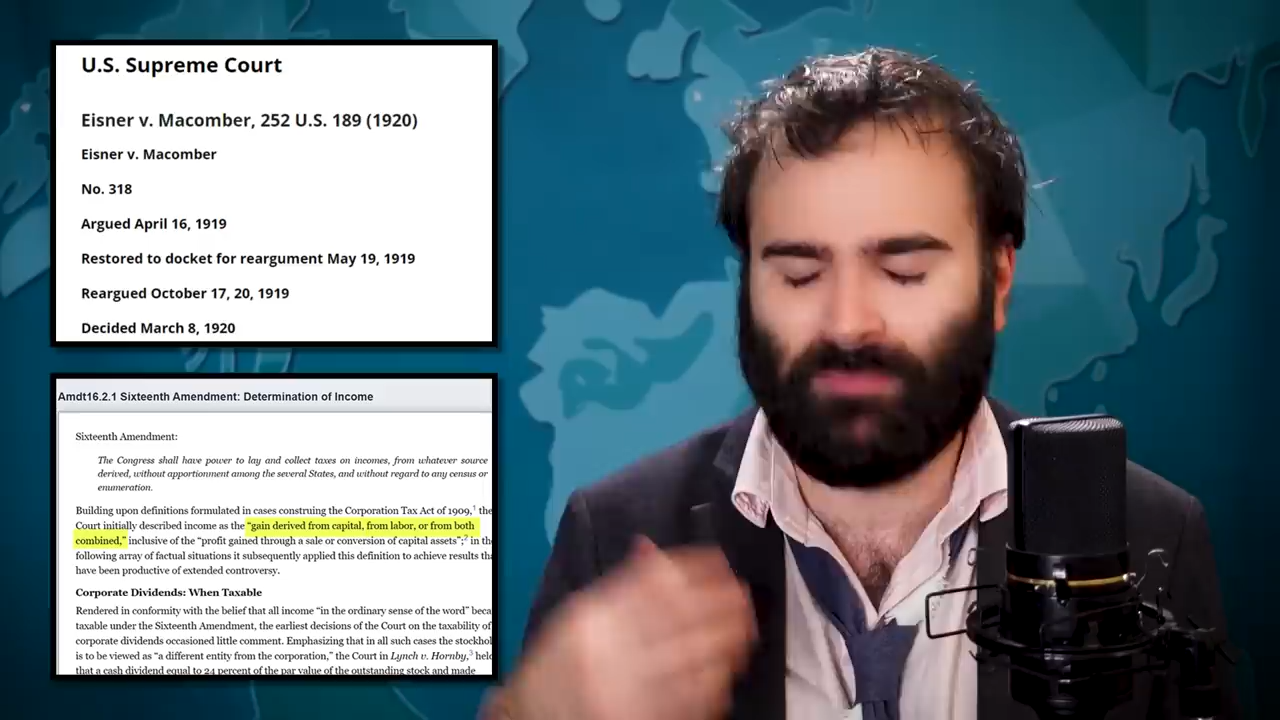 U.S. Supreme Court
Eisner v. Macomber, 252 U.S. 189 (1920)
Eisner v. Macomber
No. 318
Argued April 16, 1919
Restored to docket for reargument May 19, 1919
Reargued October 17, 20, 1919
Decided March 8, 1920
Amdt16.2.1 Sixteenth Amendment: Determination of Income
Sixteenth Amendment:
The Congress shall have power to lay and collect taxes on incomes, from whatever source
derived, without apportionment among the several States, and without regard to any census or
enumeration.
Building upon definitions formulated in cases construing the Corporation Tax Act of 1909,1 the
Court initially described income as the “gain derived from capital, from labor, or from both
combined,” inclusive of the “profit gained through a sale or conversion of capital assets”;2 in the
following array of factual situations it subsequently applied this definition to achieve results tha
have been productive of extended controversy.
Corporate Dividends: When Taxable
Rendered in conformity with the belief that all income “in the ordinary sense of the word” beca
taxable under the Sixteenth Amendment, the earliest decisions of the Court on the taxability of
corporate dividends occasioned little comment. Emphasizing that in all such cases the stockhol
is to be viewed as “a different entity from the corporation,” the Court in Lynch v. Hornby,3 held
that a cash dividend equal to 24 percent of the par value of the outstanding stock and made